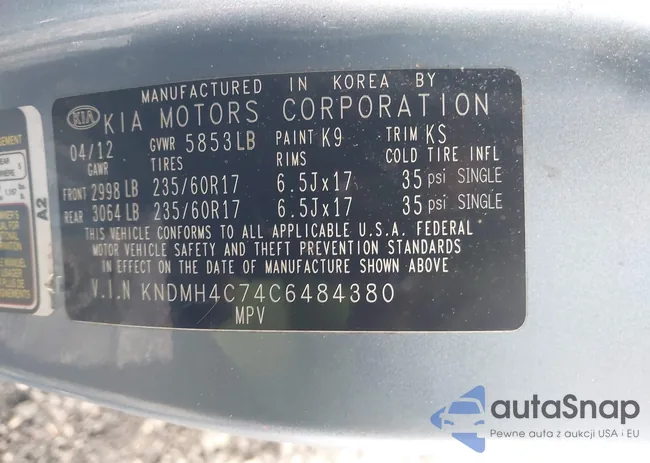 MANUFACTURED IN KOREA BY
KIA KIA MOTORS CORPORATION
04/12 GVWR 5853LB PAINT K9 TRIM KS
GAWR TIRES RIMS COLD TIRE INFL
FRONT 2998 LB 235/60R17 6.5Jx17 35 psi SINGLE
REAR 3064 LB 235/60R17 6.5Jx17 35 psi SINGLE
THIS VEHICLE CONFORMS TO ALL APPLICABLE U.S.A. FEDERAL
MOTOR VEHICLE SAFETY AND THEFT PREVENTION STANDARDS
IN EFFECT ON THE DATE OF MANUFACTURE SHOWN ABOVE
V.I.N KNDMH4C74C6484380
MPV
A2
autaSnap
Pewne auta z aukcji USA i EU